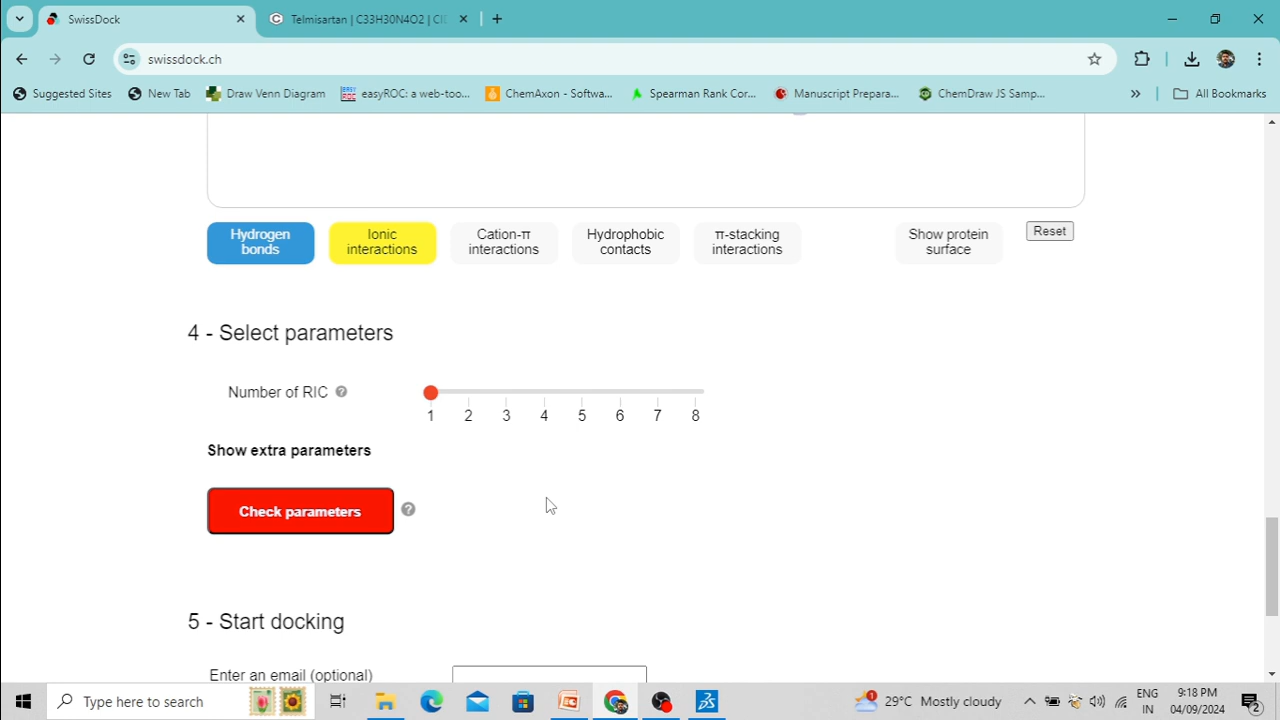 SwissDock
Telmisartan | C33H30N4O2 | CI
swissdock.ch
Suggested Sites
New Tab
Draw Venn Diagram
easyROC: a web-too...
ChemAxon - Softwa...
Spearman Rank Cor...
Manuscript Prepara...
ChemDraw JS Samp...
»
All Bookmarks
Hydrogen
bonds
Ionic
interactions
Cation-π
interactions
Hydrophobic
contacts
π-stacking
interactions
Show protein
surface
Reset
4 - Select parameters
Number of RIC ?
1 2 3 4 5 6 7 8
Show extra parameters
Check parameters ?
5 - Start docking
Enter an email (optional)
Type here to search
29°C Mostly cloudy
ENG
IN
9:18 PM
04/09/2024
2